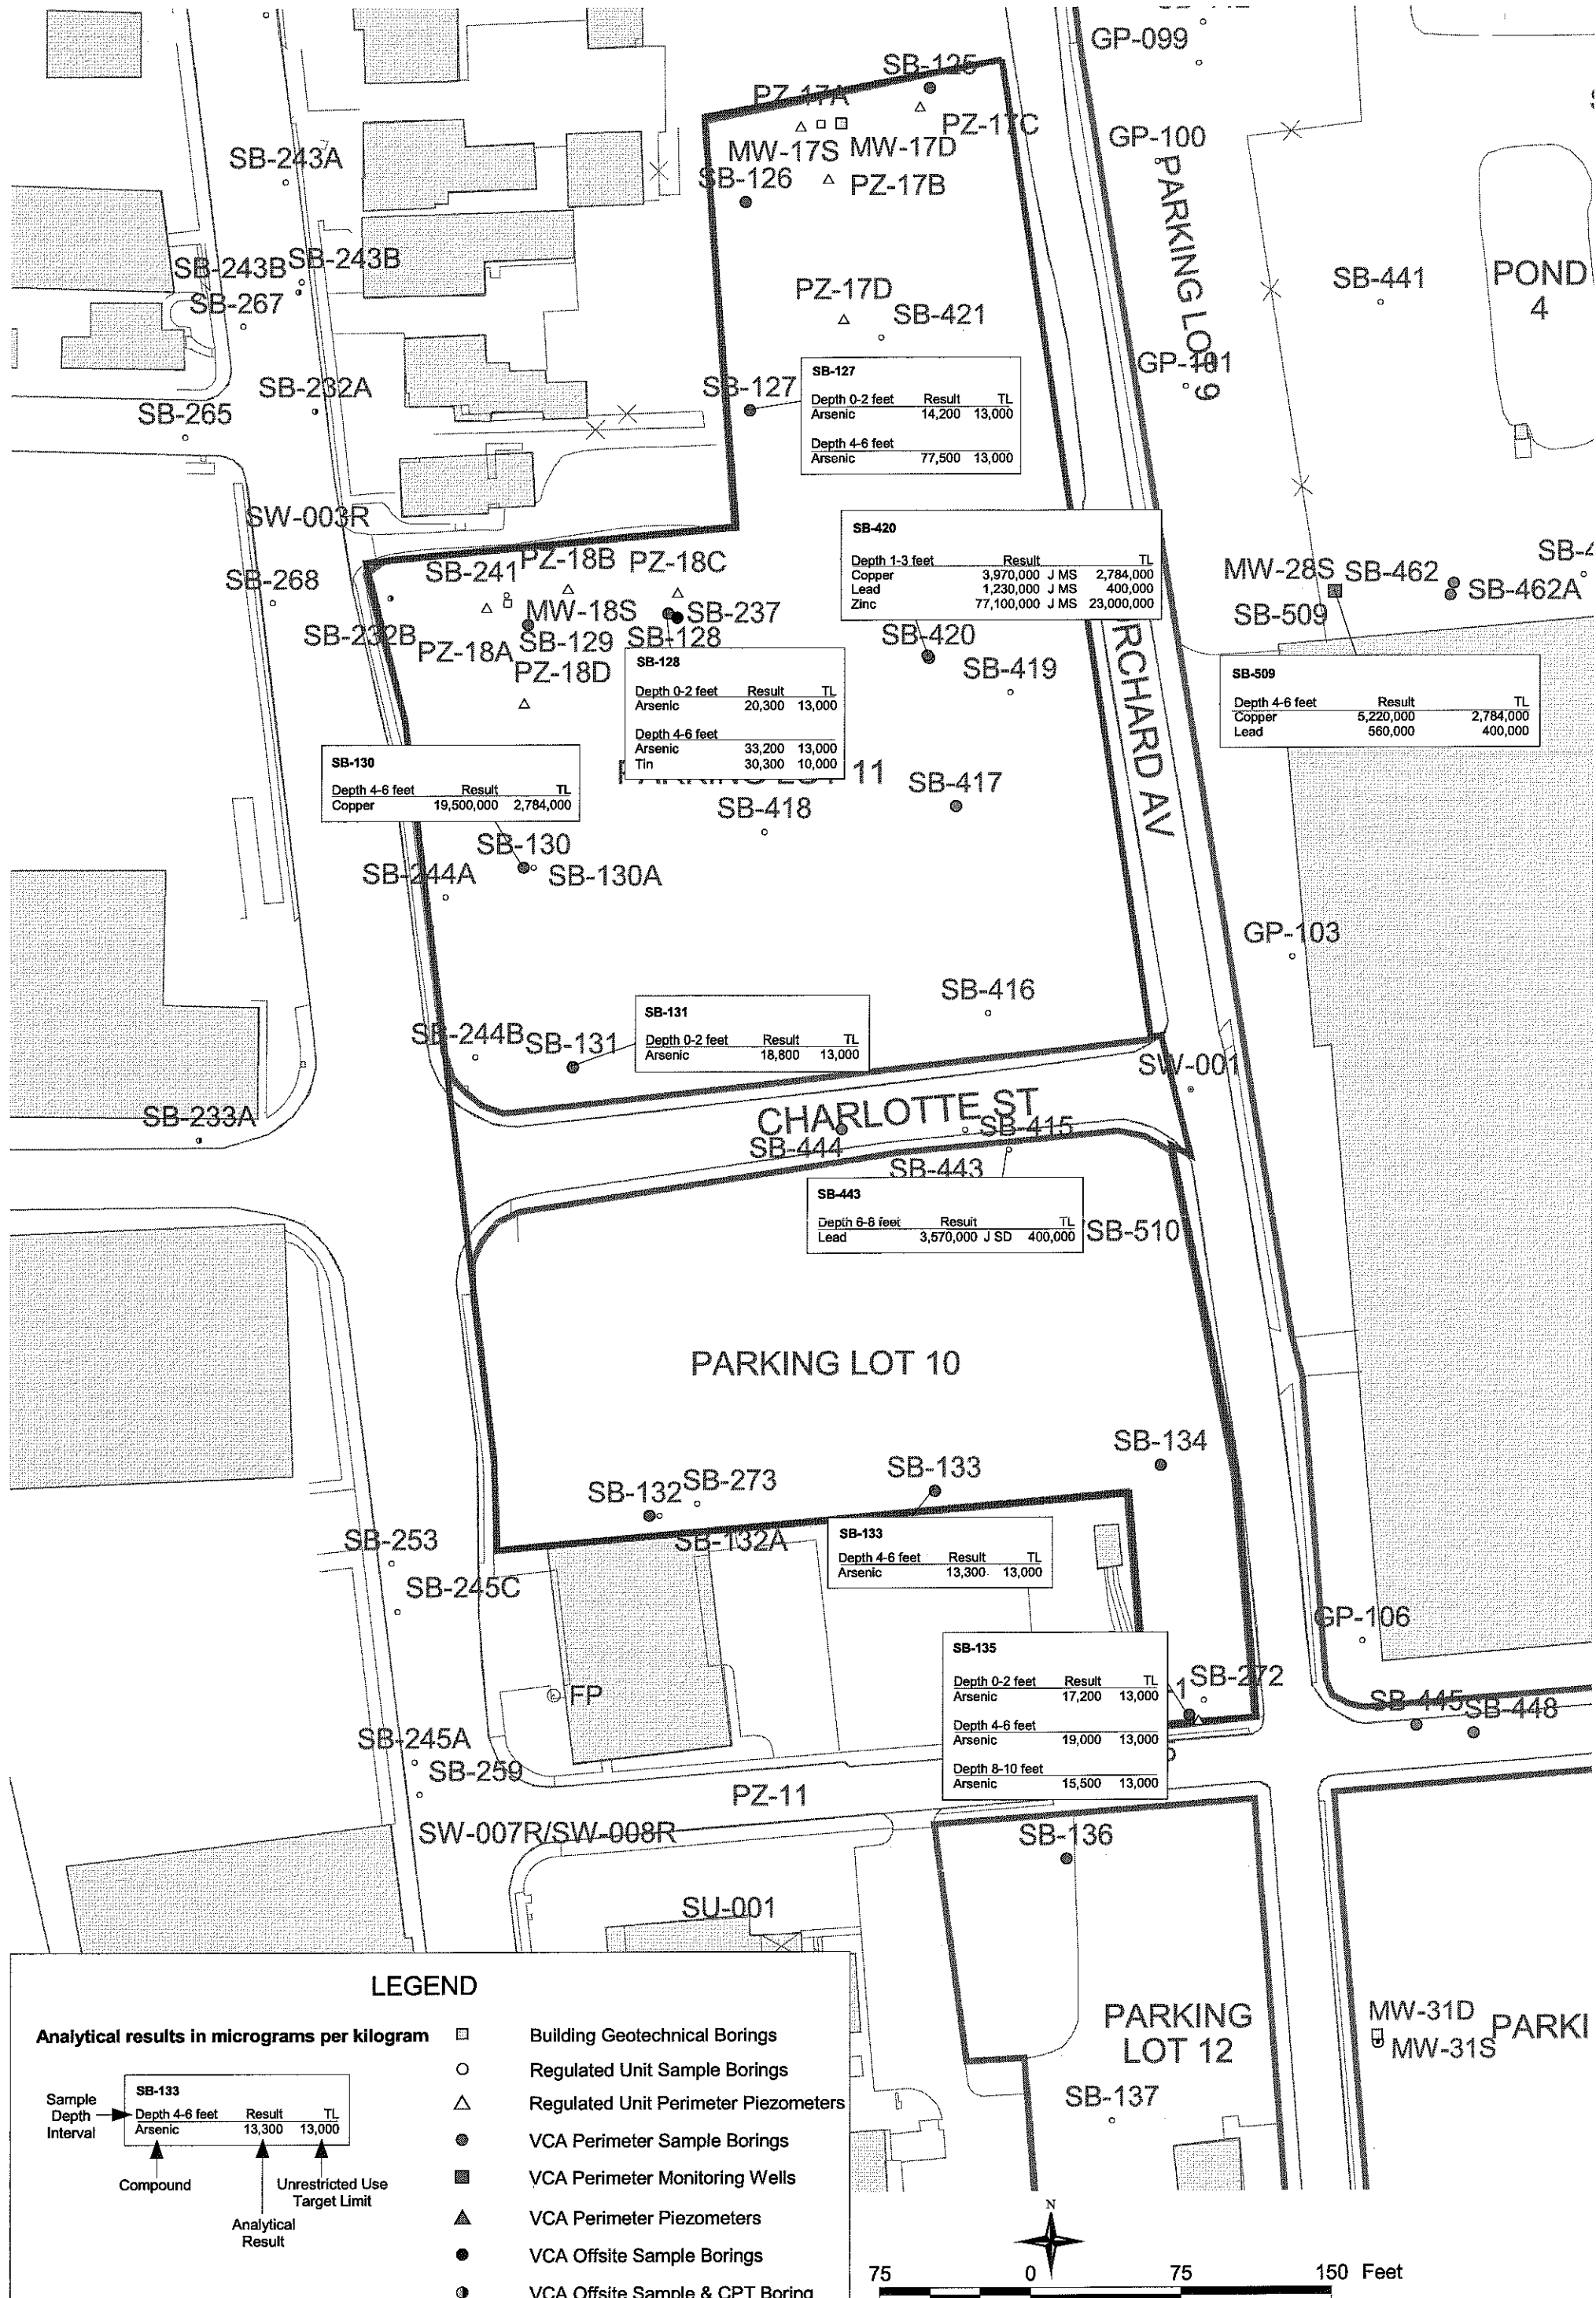 GP-099
SB-125
PZ-17A
PZ-17C
GP-100
MW-17S MW-17D
SB-243A
SB-126
PZ-17B
PARKING LOT 9
SB-243B SB-243B
SB-267
PZ-17D
SB-421
SB-441
POND
4
GP-101
SB-127
SB-127
Depth 0-2 feet Result TL
Arsenic 14,200 13,000
Depth 4-6 feet
Arsenic 77,500 13,000
SB-232A
SB-265
SW-003R
SB-420
Depth 1-3 feet Result TL
Copper 3,970,000 J MS 2,784,000
Lead 1,230,000 J MS 400,000
Zinc 77,100,000 J MS 23,000,000
SB-268
SB-241
PZ-18B PZ-18C
MW-28S SB-462
SB-462A
SB-509
MW-18S
SB-237
SB-232B
SB-129 SB-128
PZ-18A
PZ-18D
SB-420
SB-419
RCHARD AV
SB-128
Depth 0-2 feet Result TL
Arsenic 20,300 13,000
Depth 4-6 feet
Arsenic 33,200 13,000
Tin 30,300 10,000
SB-509
Depth 4-6 feet Result TL
Copper 5,220,000 2,784,000
Lead 560,000 400,000
SB-130
Depth 4-6 feet Result TL
Copper 19,500,000 2,784,000
PARKING LOT 11
SB-417
SB-418
SB-130
SB-244A
SB-130A
GP-103
SB-416
SB-244B SB-131
SB-131
Depth 0-2 feet Result TL
Arsenic 18,800 13,000
SW-001
CHARLOTTE ST
SB-233A
SB-444
SB-415
SB-443
SB-443
Depth 6-8 feet Result TL
Lead 3,570,000 J SD 400,000
SB-510
PARKING LOT 10
SB-134
SB-133
SB-132
SB-273
SB-132A
SB-253
SB-133
Depth 4-6 feet Result TL
Arsenic 13,300 13,000
SB-245C
GP-106
SB-135
Depth 0-2 feet Result TL
Arsenic 17,200 13,000
Depth 4-6 feet
Arsenic 19,000 13,000
Depth 8-10 feet
Arsenic 15,500 13,000
SB-272
FP
SB-445 SB-448
SB-245A
SB-259
PZ-11
SW-007R/SW-008R
SB-136
SU-001
LEGEND
Analytical results in micrograms per kilogram
Building Geotechnical Borings
Regulated Unit Sample Borings
Regulated Unit Perimeter Piezometers
VCA Perimeter Sample Borings
VCA Perimeter Monitoring Wells
VCA Perimeter Piezometers
VCA Offsite Sample Borings
VCA Offsite Sample & CPT Boring
Sample
Depth
Interval
SB-133
Depth 4-6 feet Result TL
Arsenic 13,300 13,000
Compound
Unrestricted Use
Target Limit
Analytical
Result
PARKING
LOT 12
MW-31D
MW-31S
PARKI
SB-137
N
75 0 75 150 Feet